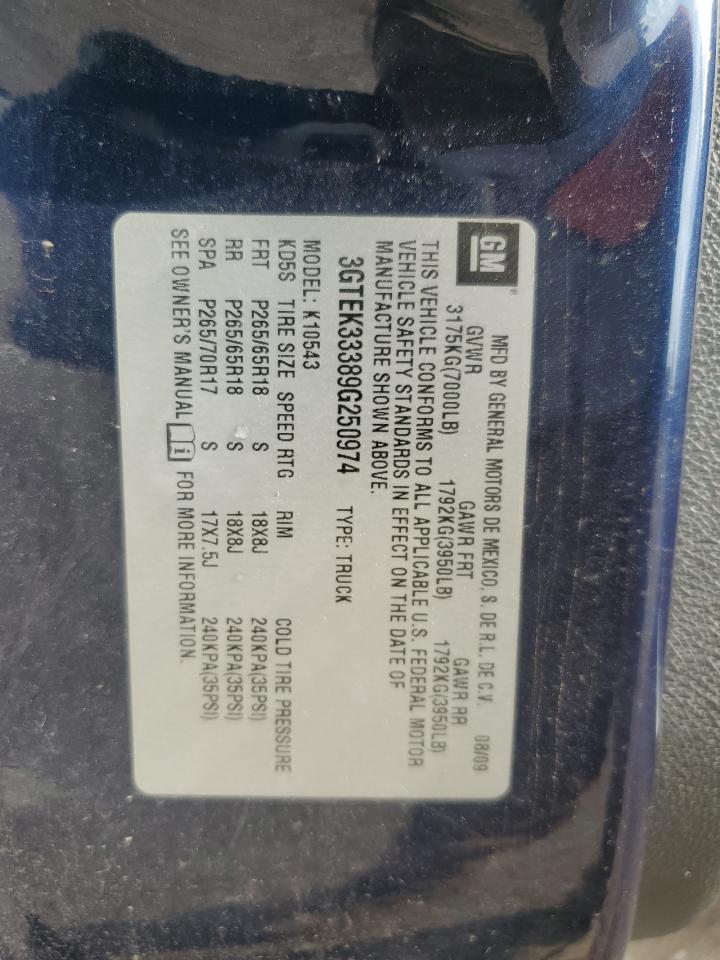 GM
MFD BY GENERAL MOTORS DE MEXICO, S. DE R.L. DE C.V. 08/09
GVWR GAWR FRT GAWR RR
3175KG(7000LB) 1792KG(3950LB) 1792KG(3950LB)
THIS VEHICLE CONFORMS TO ALL APPLICABLE U.S. FEDERAL MOTOR
VEHICLE SAFETY STANDARDS IN EFFECT ON THE DATE OF
MANUFACTURE SHOWN ABOVE.
3GTEK33389G250974 TYPE: TRUCK
MODEL: K10543
KD5S TIRE SIZE SPEED RTG RIM COLD TIRE PRESSURE
FRT P265/65R18 S 18X8J 240KPA(35PSI)
RR P265/65R18 S 18X8J 240KPA(35PSI)
SPA P265/70R17 S 17X7.5J 240KPA(35PSI)
SEE OWNER'S MANUAL FOR MORE INFORMATION.